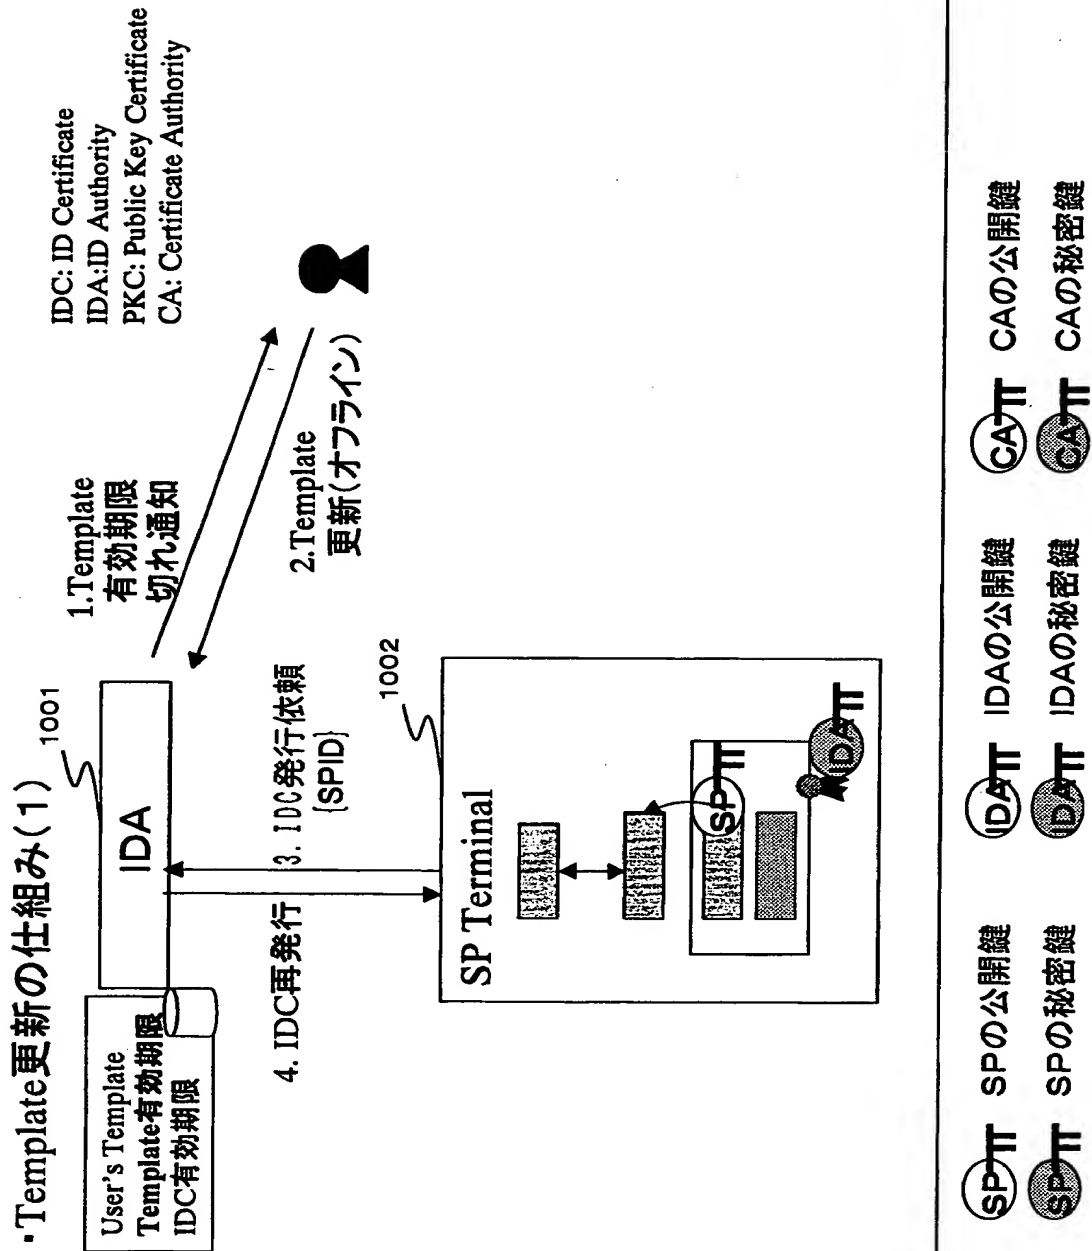 ・Template更新の仕組み(1)
User's Template
Template有効期限
IDC有効期限
IDA
1001
1.Template
有効期限
切れ通知
2.Template
更新(オフライン)
IDC: ID Certificate
IDA:ID Authority
PKC: Public Key Certificate
CA: Certificate Authority
3. IDC発行依頼
{SPID}
4. IDC再発行
1002
SP Terminal
SP
IDA
SP SPの公開鍵
IDA IDAの公開鍵
CA CAの公開鍵
SP SPの秘密鍵
IDA IDAの秘密鍵
CA CAの秘密鍵